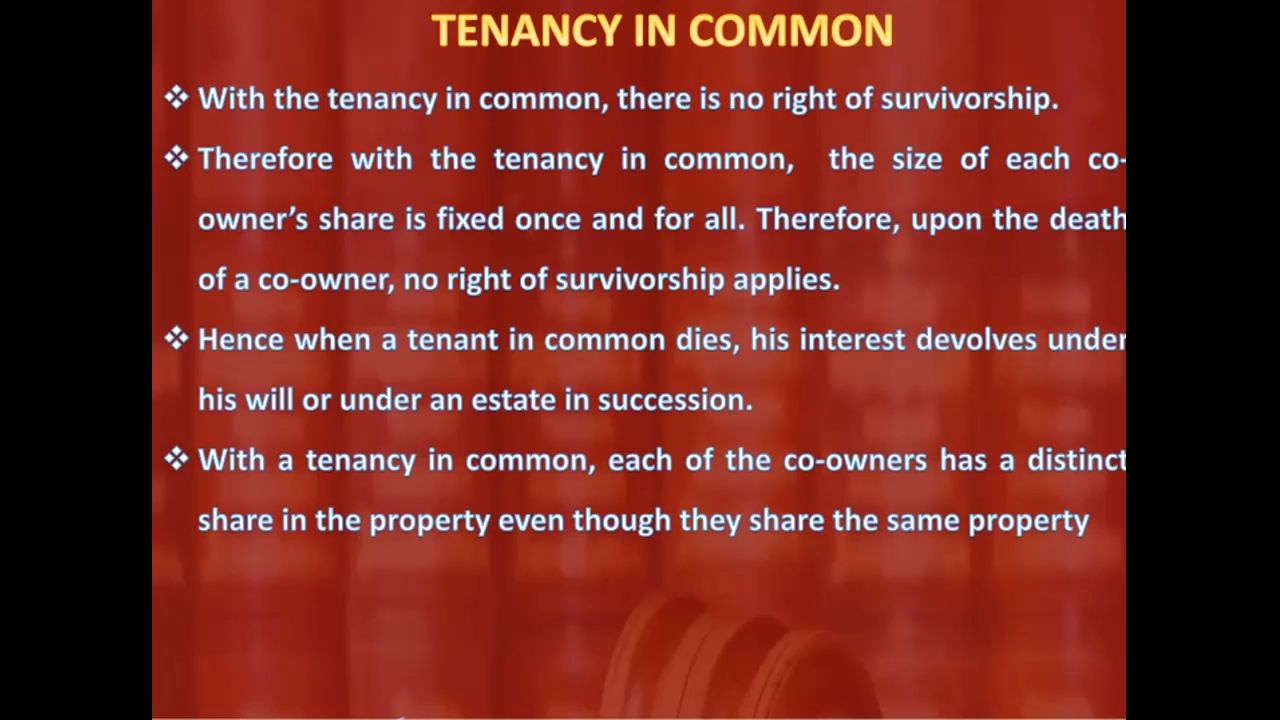 TENANCY IN COMMON
❖ With the tenancy in common, there is no right of survivorship.
❖ Therefore with the tenancy in common, the size of each co-
owner’s share is fixed once and for all. Therefore, upon the death
of a co-owner, no right of survivorship applies.
❖ Hence when a tenant in common dies, his interest devolves under
his will or under an estate in succession.
❖ With a tenancy in common, each of the co-owners has a distinct
share in the property even though they share the same property